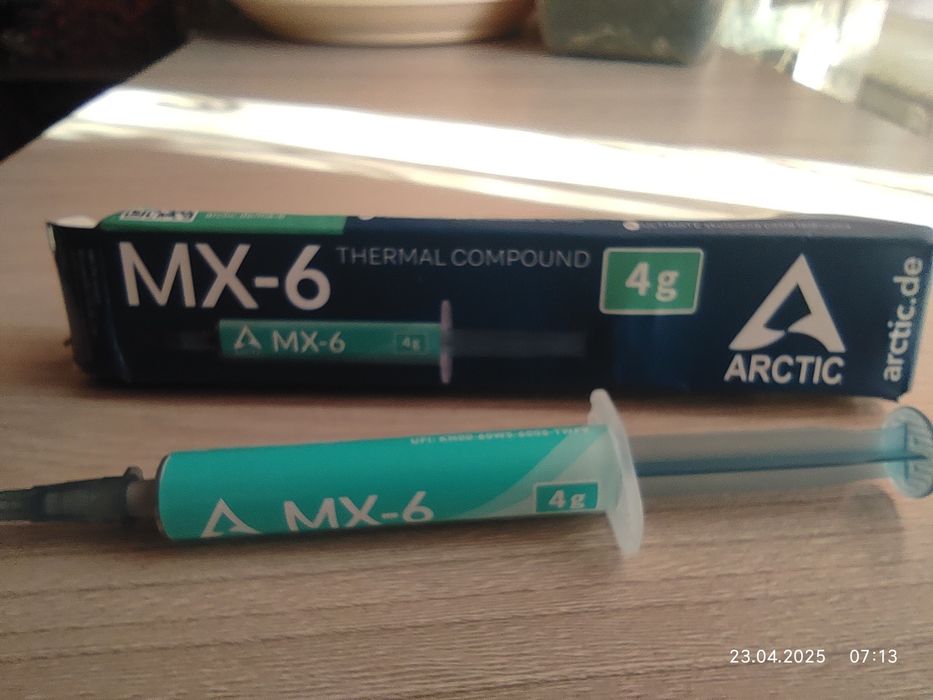 MX-6 THERMAL COMPOUND 4g
ARCTIC
arctic.de
MX-6 4g
MX-6 4g
23.04.2025 07:13